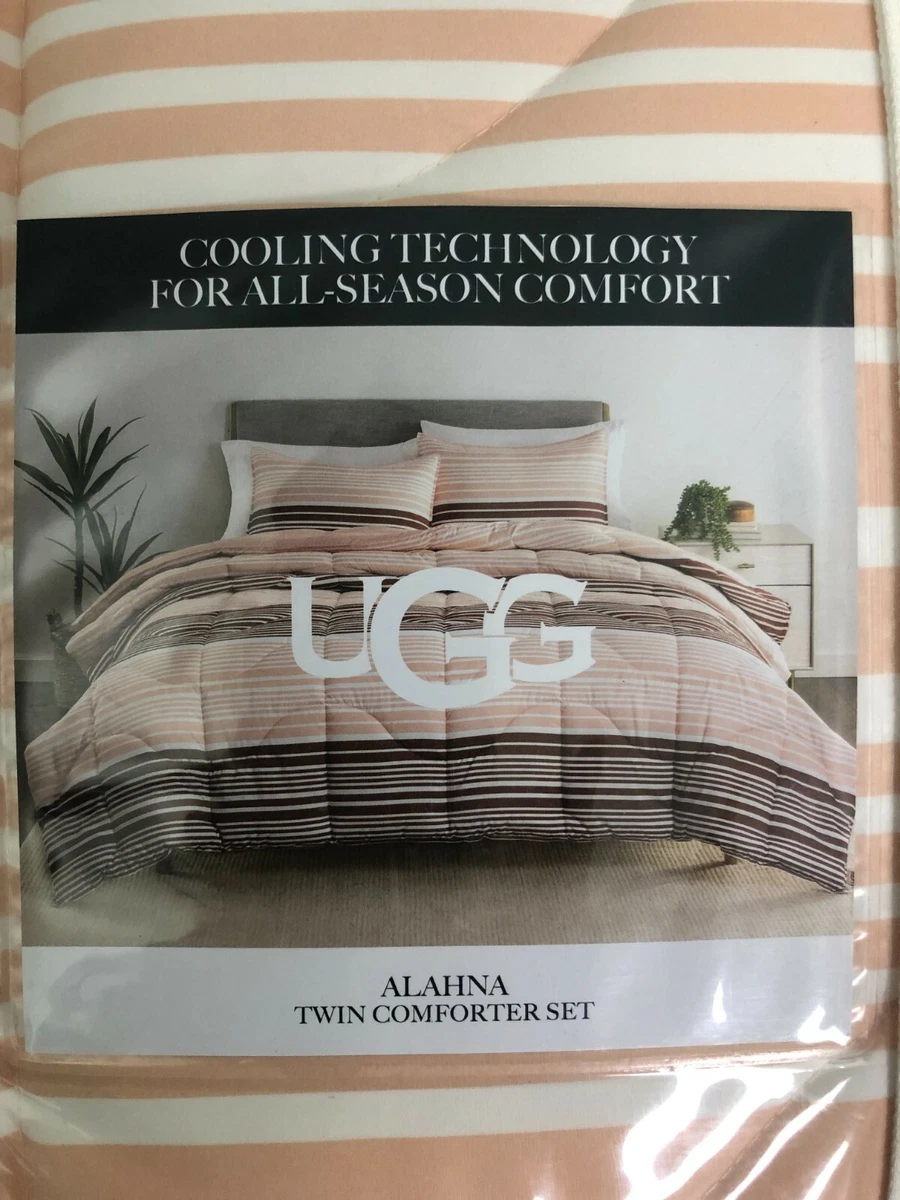 COOLING TECHNOLOGY
FOR ALL-SEASON COMFORT
UGG
ALAHNA
TWIN COMFORTER SET